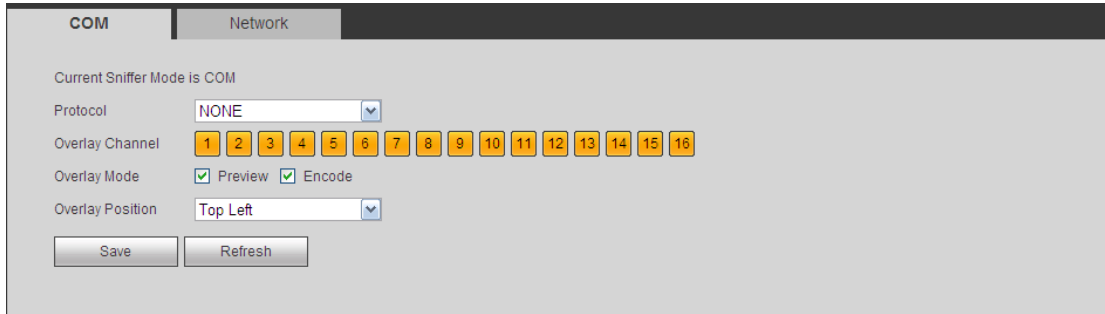 COM Network
Current Sniffer Mode is COM
Protocol NONE
Overlay Channel 1 2 3 4 5 6 7 8 9 10 11 12 13 14 15 16
Overlay Mode Preview Encode
Overlay Position Top Left
Save Refresh